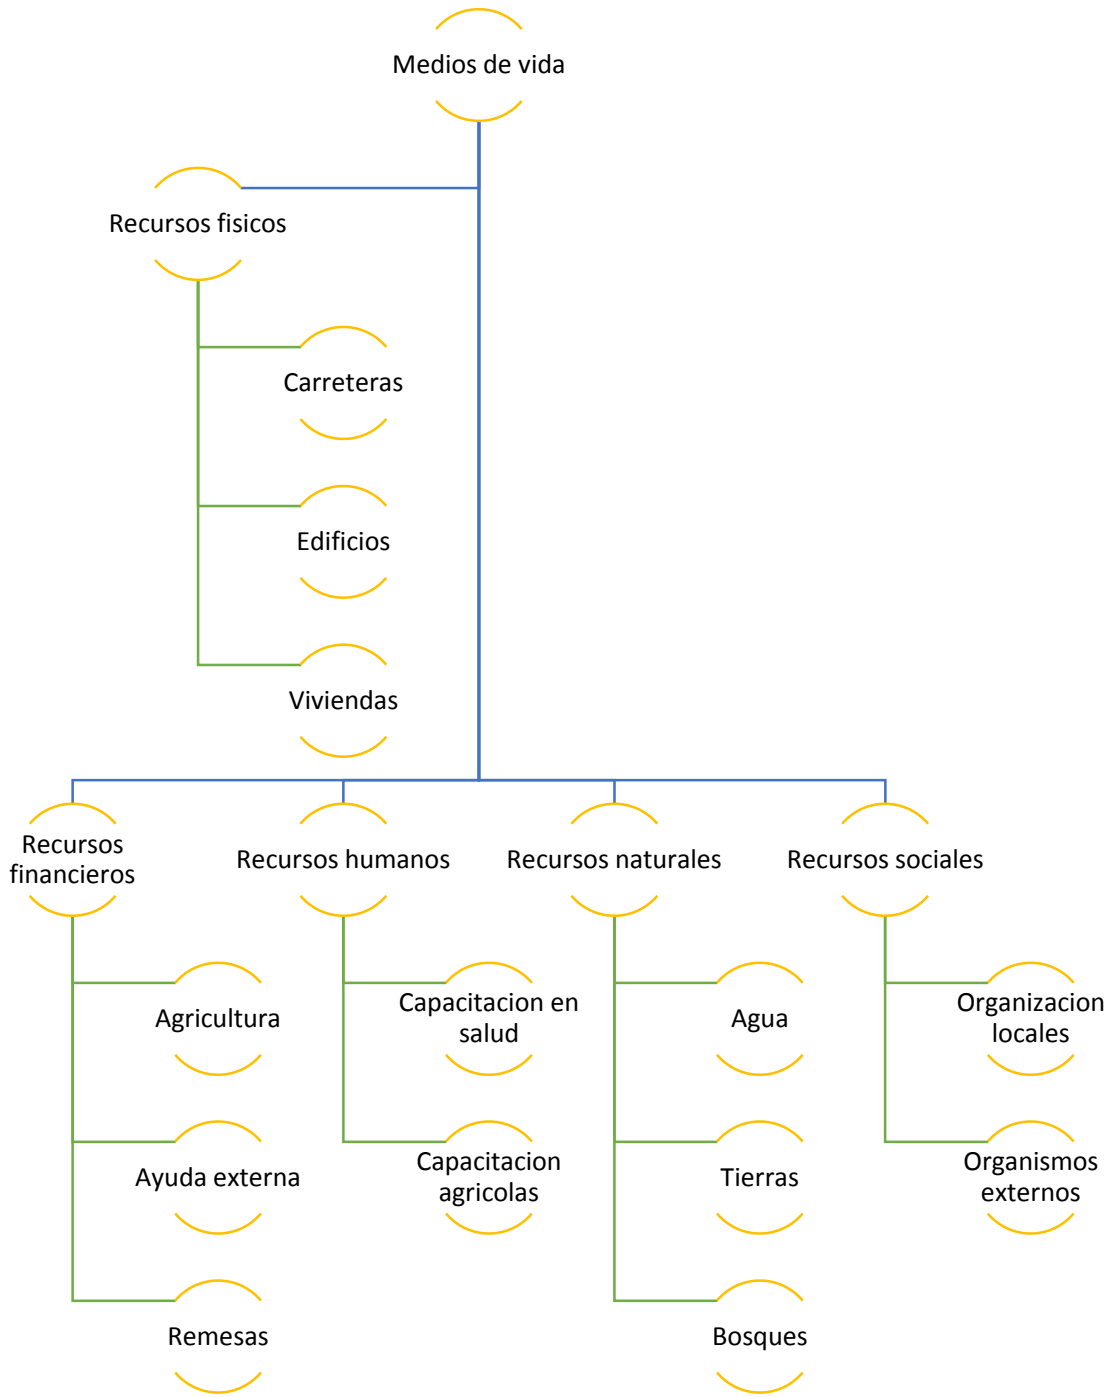 Medios de vida
Recursos fisicos
Carreteras
Edificios
Viviendas
Recursos
financieros
Recursos humanos
Recursos naturales
Recursos sociales
Agricultura
Capacitacion en
salud
Agua
Organizacion
locales
Ayuda externa
Capacitacion
agricolas
Tierras
Organismos
externos
Remesas
Bosques